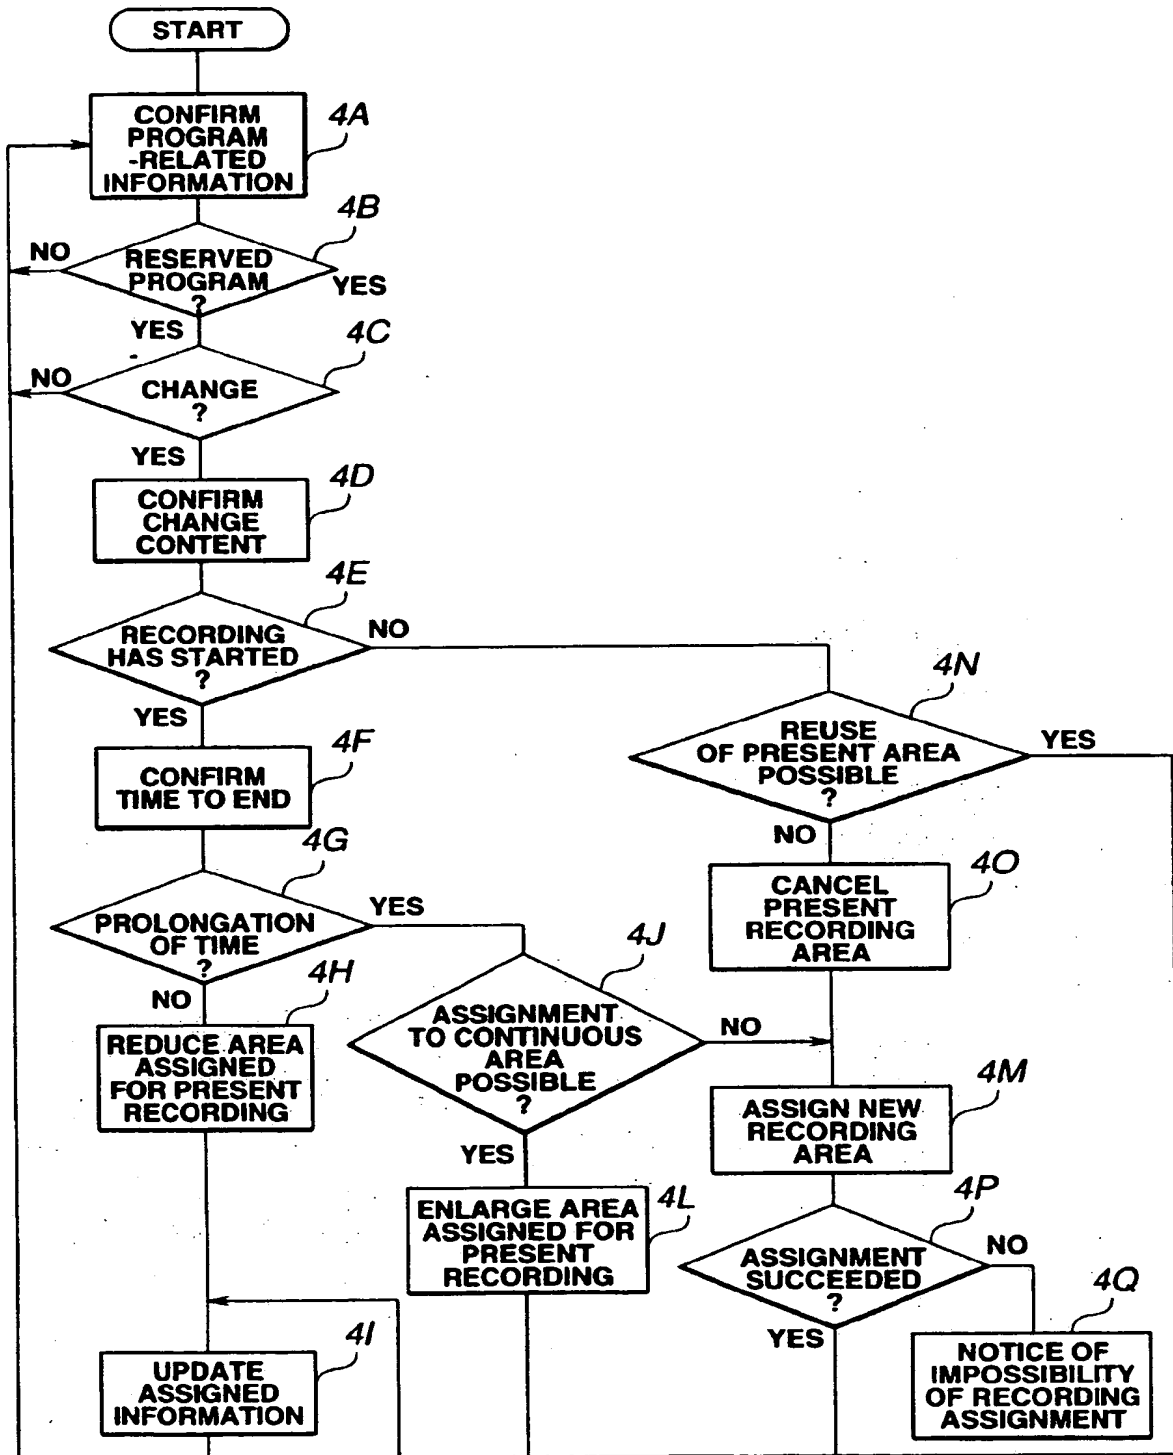 START
CONFIRM
PROGRAM
-RELATED
INFORMATION
4A
RESERVED
PROGRAM
?
4B
NO
YES
YES
CHANGE
?
4C
NO
YES
CONFIRM
CHANGE
CONTENT
4D
RECORDING
HAS STARTED
?
4E
NO
YES
CONFIRM
TIME TO END
4F
PROLONGATION
OF TIME
?
4G
YES
NO
REDUCE AREA
ASSIGNED
FOR PRESENT
RECORDING
4H
UPDATE
ASSIGNED
INFORMATION
4I
ASSIGNMENT
TO CONTINUOUS
AREA
POSSIBLE
?
4J
NO
YES
ENLARGE AREA
ASSIGNED FOR
PRESENT
RECORDING
4L
REUSE
OF PRESENT AREA
POSSIBLE
?
4N
YES
NO
CANCEL
PRESENT
RECORDING
AREA
4O
ASSIGN NEW
RECORDING
AREA
4M
ASSIGNMENT
SUCCEEDED
?
4P
NO
YES
NOTICE OF
IMPOSSIBILITY
OF RECORDING
ASSIGNMENT
4Q